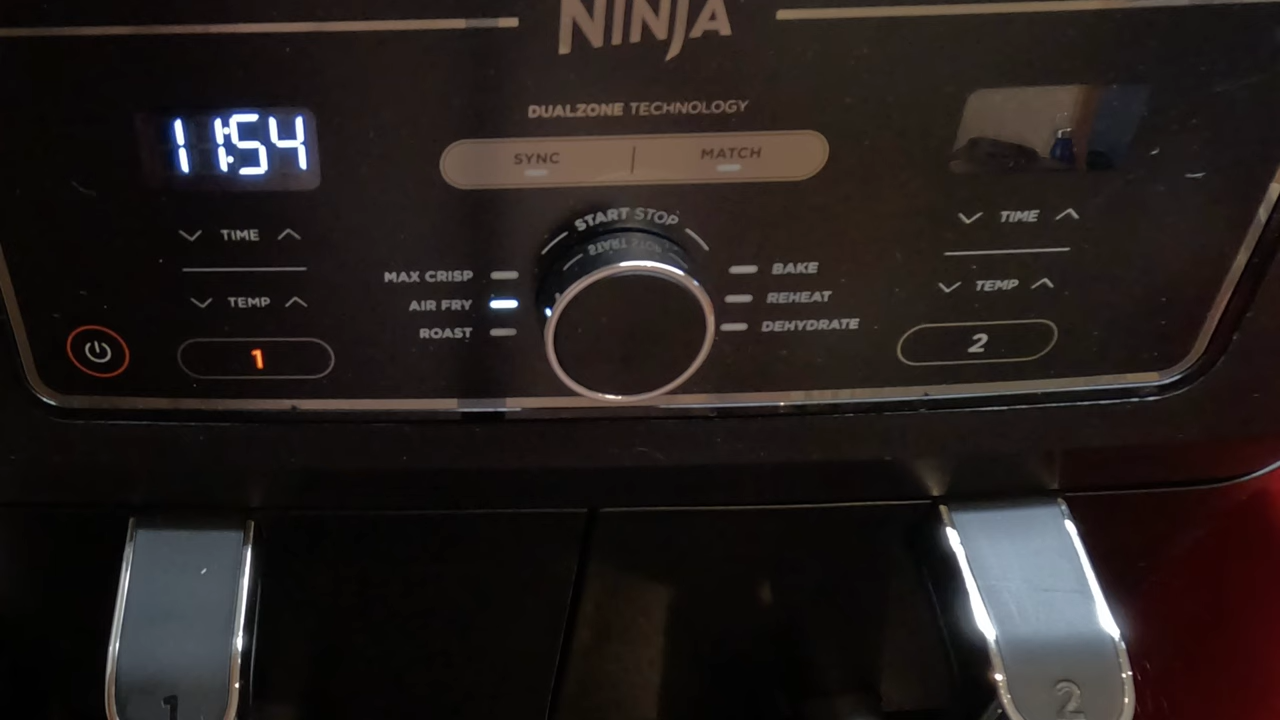 NINJA
DUALZONE TECHNOLOGY
11:54
SYNC | MATCH
START STOP
TIME
TEMP
1
MAX CRISP
AIR FRY
ROAST
BAKE
REHEAT
DEHYDRATE
TIME
TEMP
2
1
2